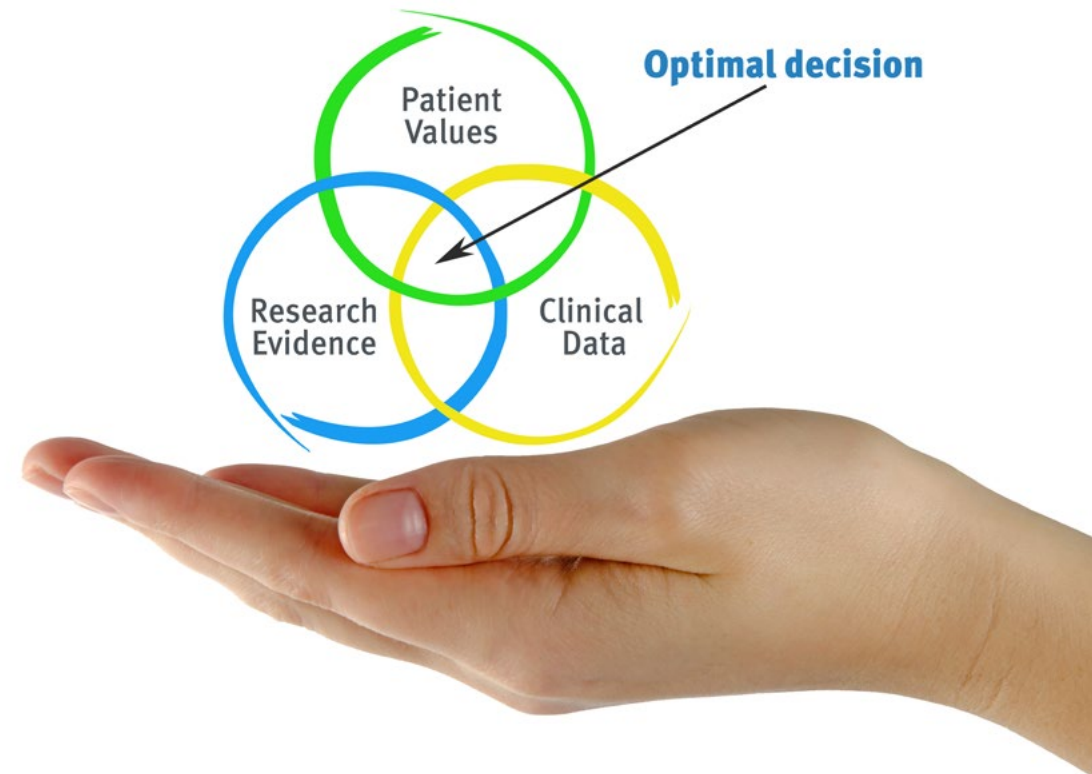 Optimal decision
Patient
Values
Research
Evidence
Clinical
Data